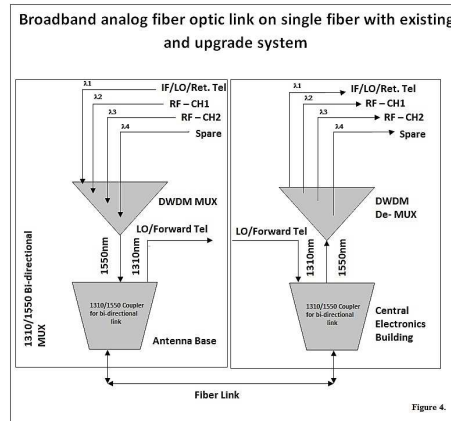 Broadband analog fiber optic link on single fiber with existing
and upgrade system
λ1
IF/LO/Ret. Tel
λ2
RF – CH1
λ3
RF – CH2
λ4
Spare
DWDM MUX
LO/Forward Tel
1550nm
1310nm
1310/1550 Coupler
for bi-directional
link
Antenna Base
1310/1550 Bi-directional
MUX
λ1
IF/LO/Ret. Tel
λ2
RF – CH1
λ3
RF – CH2
λ4
Spare
DWDM
De- MUX
LO/Forward Tel
1310nm
1550nm
1310/1550 Coupler
for bi-directional
link
Central
Electronics
Building
Fiber Link
Figure 4.